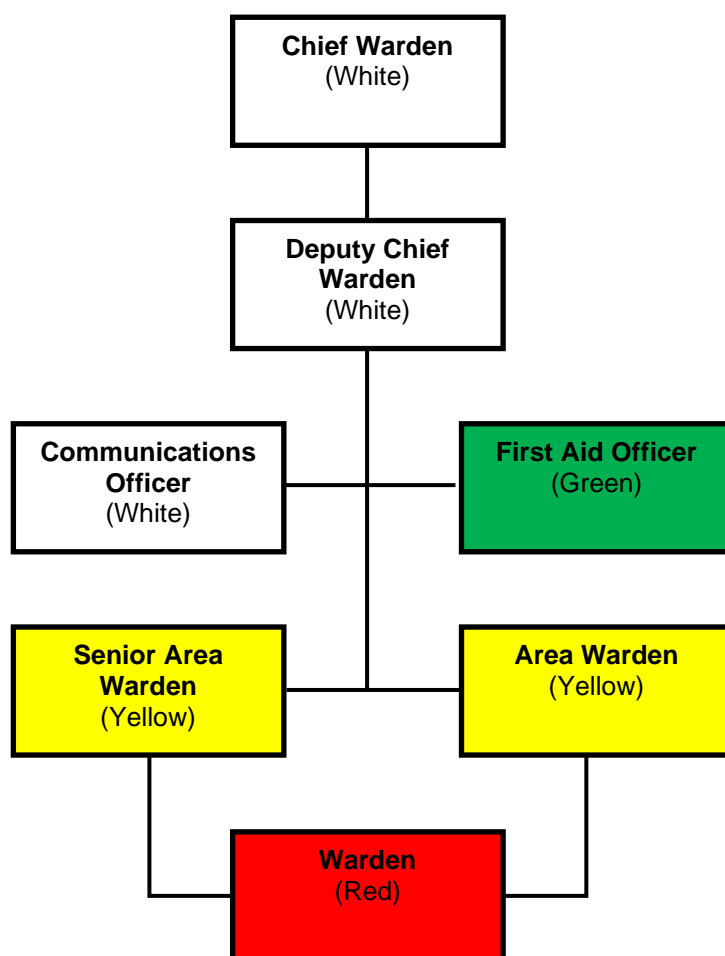 Chief Warden
(White)
Deputy Chief
Warden
(White)
Communications
Officer
(White)
First Aid Officer
(Green)
Senior Area
Warden
(Yellow)
Area Warden
(Yellow)
Warden
(Red)